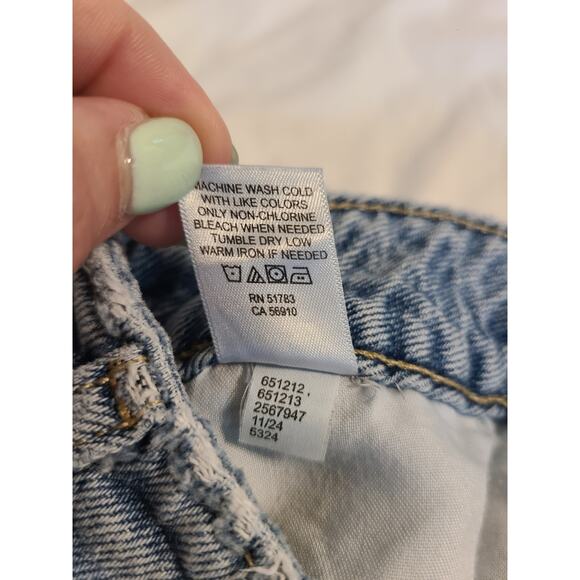 MACHINE WASH COLD
WITH LIKE COLORS
ONLY NON-CHLORINE
BLEACH WHEN NEEDED
TUMBLE DRY LOW
WARM IRON IF NEEDED
RN 51783
CA 56910
651212 ,
651213
2567947
11/24
5324